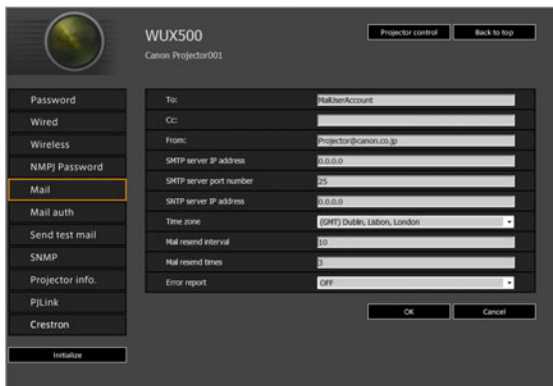 WUX500
Canon Projector001
Projector control
Back to top
Password
Wired
Wireless
NMPJ Password
Mail
Mail auth
Send test mail
SNMP
Projector info.
PJLink
Crestron
Initialize
To: MailUserAccount
Cc:
From: Projector@canon.co.jp
SMTP server IP address 0.0.0.0
SMTP server port number 25
SNTP server IP address 0.0.0.0
Time zone (GMT) Dublin, Lisbon, London
Mail resend interval 10
Mail resend times 3
Error report OFF
OK Cancel